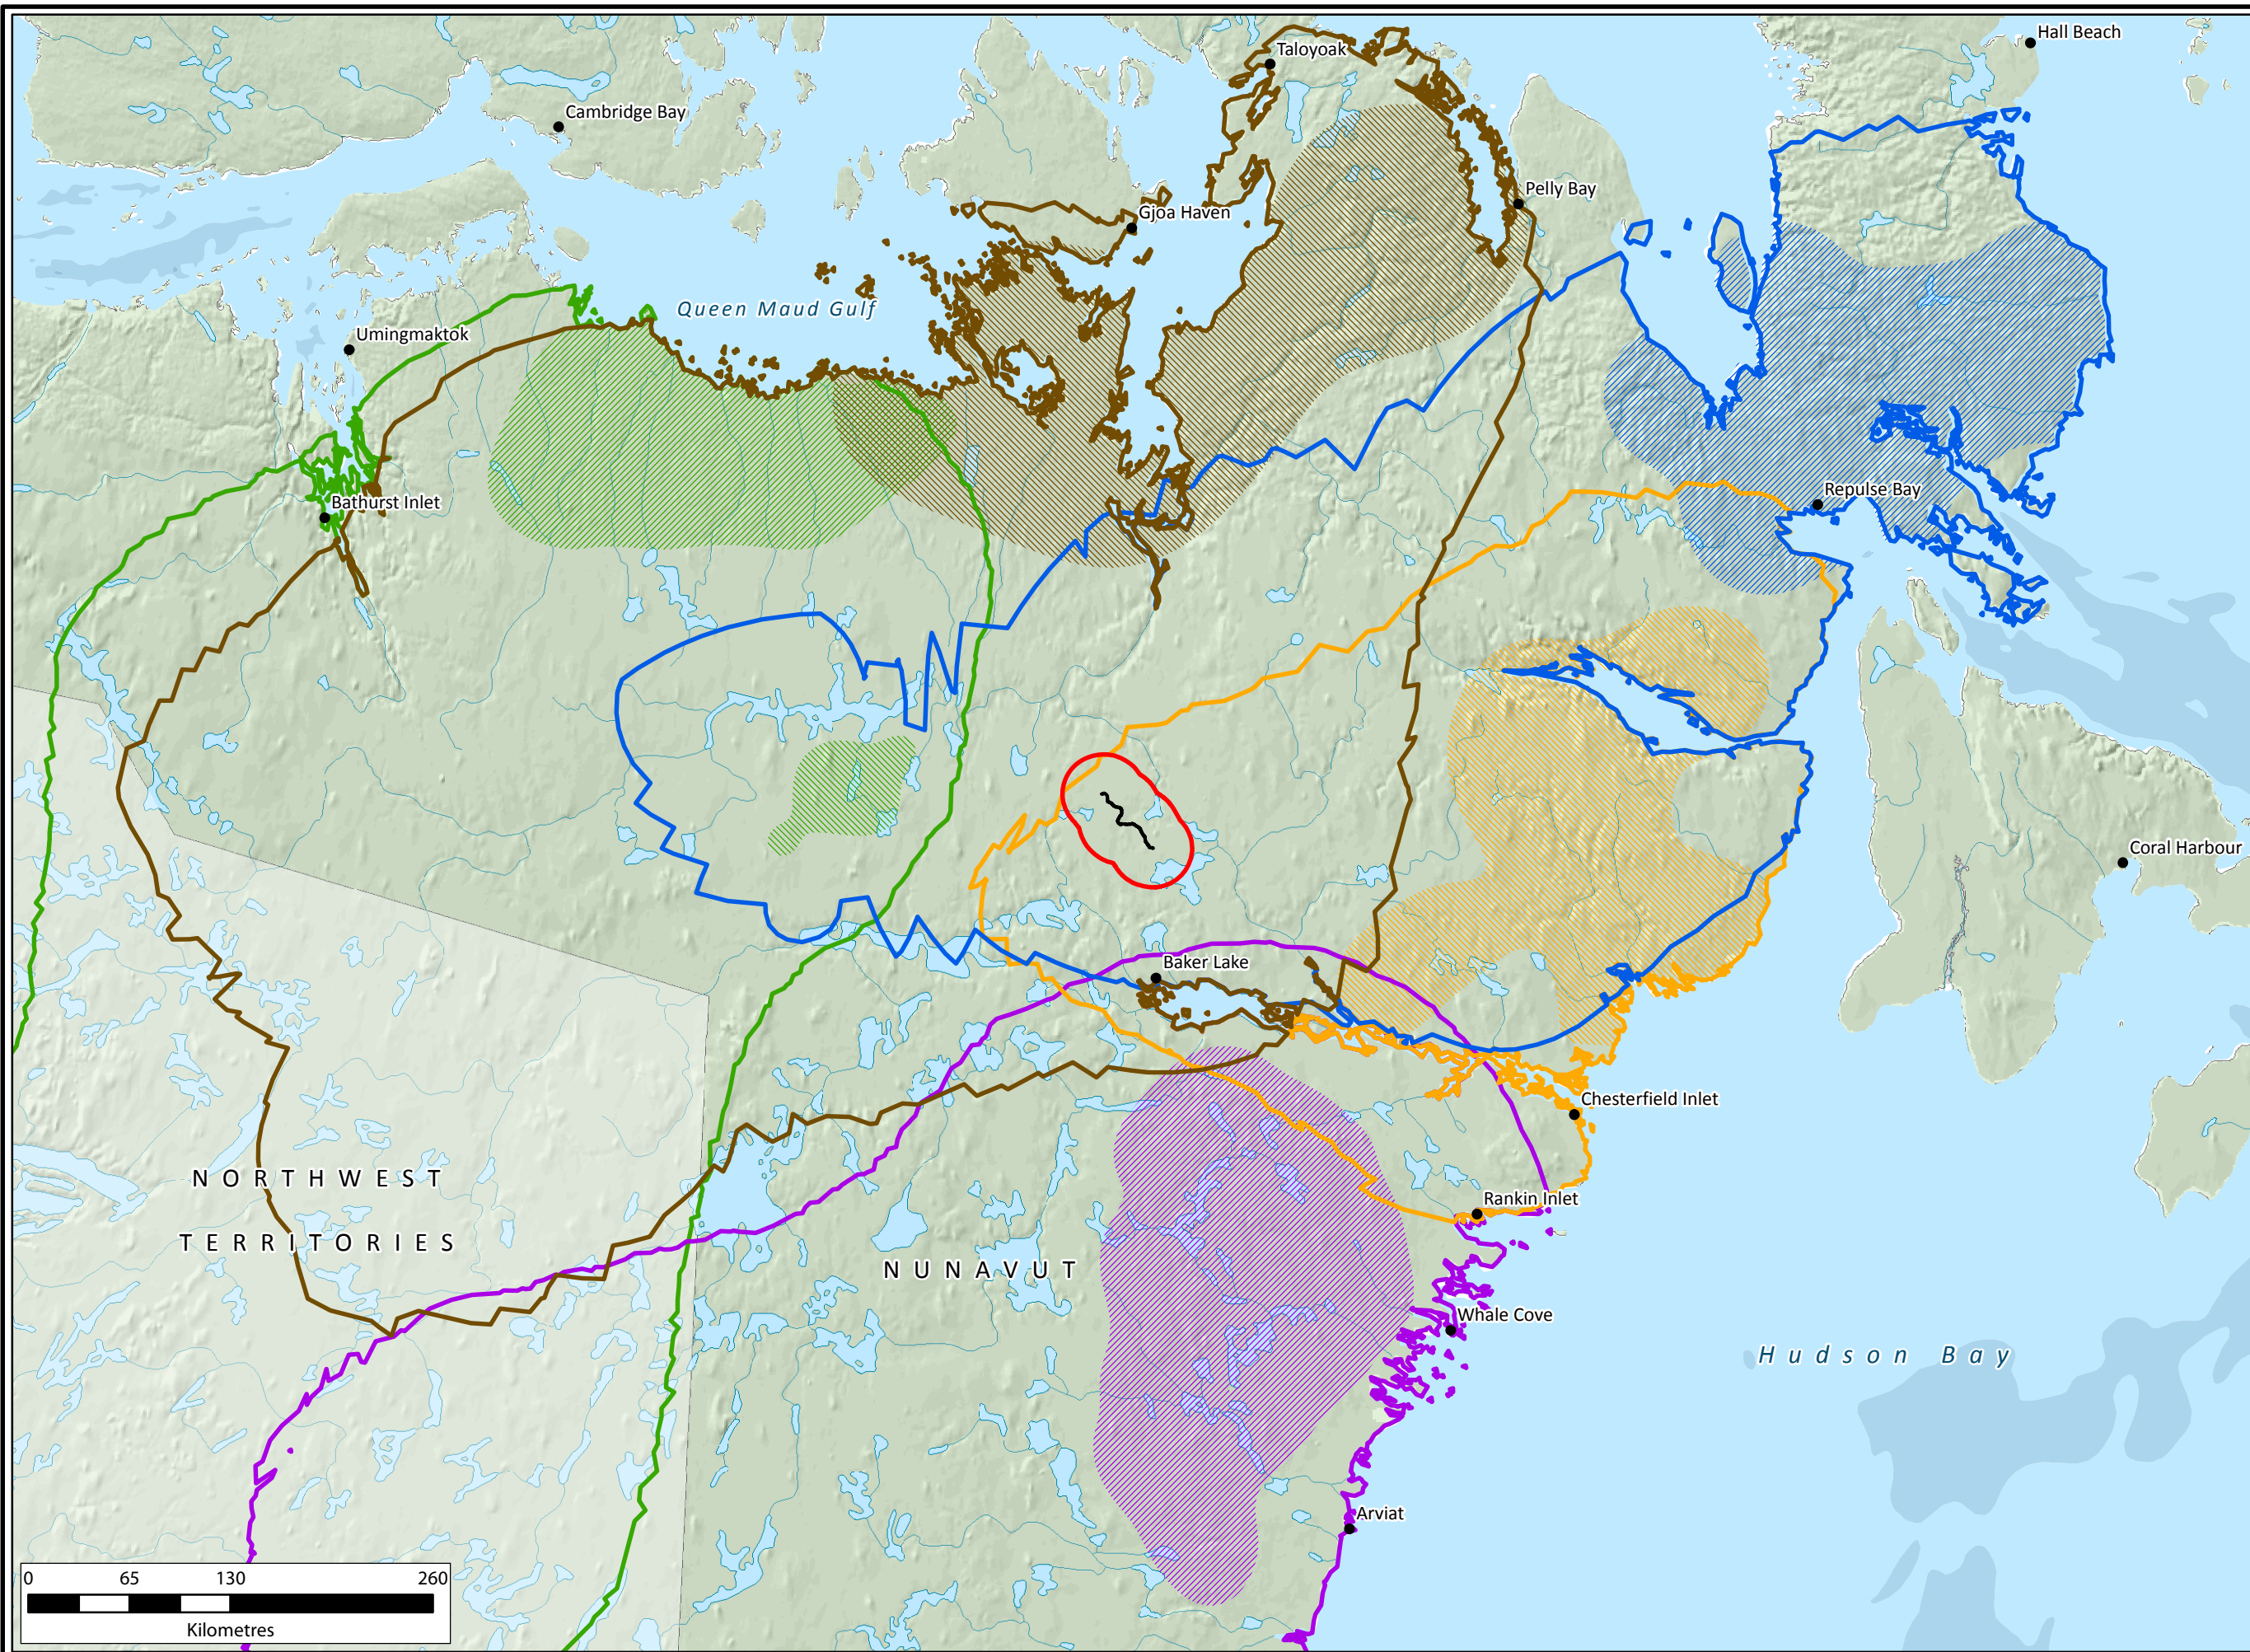 Hall Beach
Taloyoak
Cambridge Bay
Pelly Bay
Gjoa Haven
Queen Maud Gulf
Umingmaktok
Repulse Bay
Bathurst Inlet
Coral Harbour
Baker Lake
Chesterfield Inlet
NORTHWEST
TERRITORIES
Rankin Inlet
NUNAVUT
Whale Cove
Hudson Bay
Arviat
0 65 130 260
Kilometres